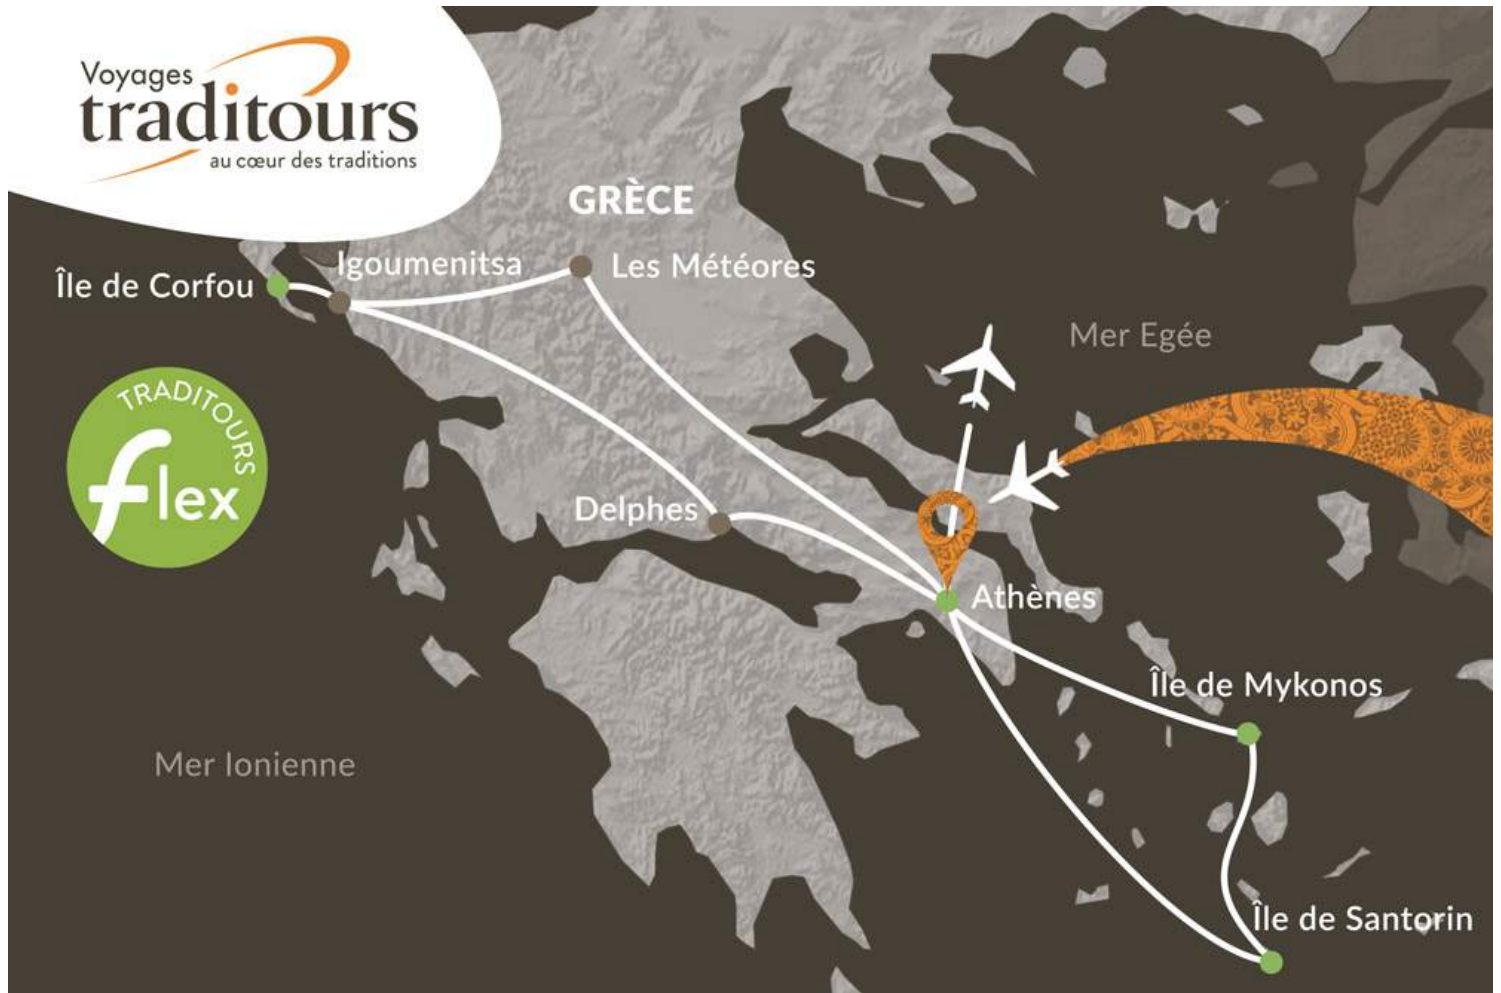 Voyages
traditours
au cœur des traditions
GRÈCE
Igoumenitsa
Les Météores
Île de Corfou
Mer Egée
TRADITOURS
flex
Delphes
Athènes
Île de Mykonos
Mer Ionienne
Île de Santorin